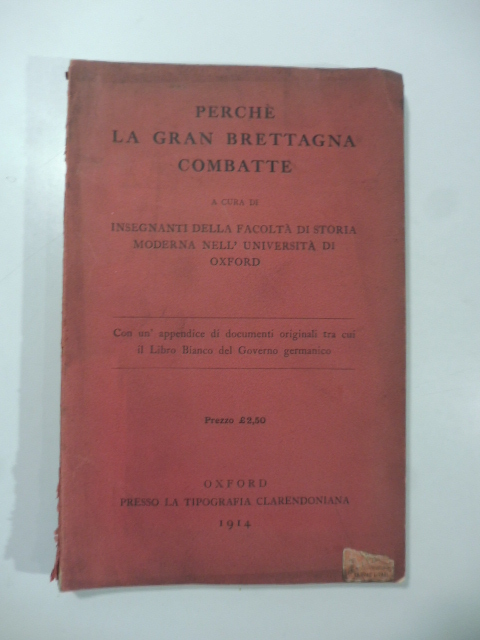 PERCHÈ
LA GRAN BRETTAGNA
COMBATTE
A CURA DI
INSEGNANTI DELLA FACOLTÀ DI STORIA
MODERNA NELL' UNIVERSITÀ DI
OXFORD
Con un' appendice di documenti originali tra cui
il Libro Bianco del Governo germanico
Prezzo £2,50
OXFORD
PRESSO LA TIPOGRAFIA CLARENDONIANA
1914